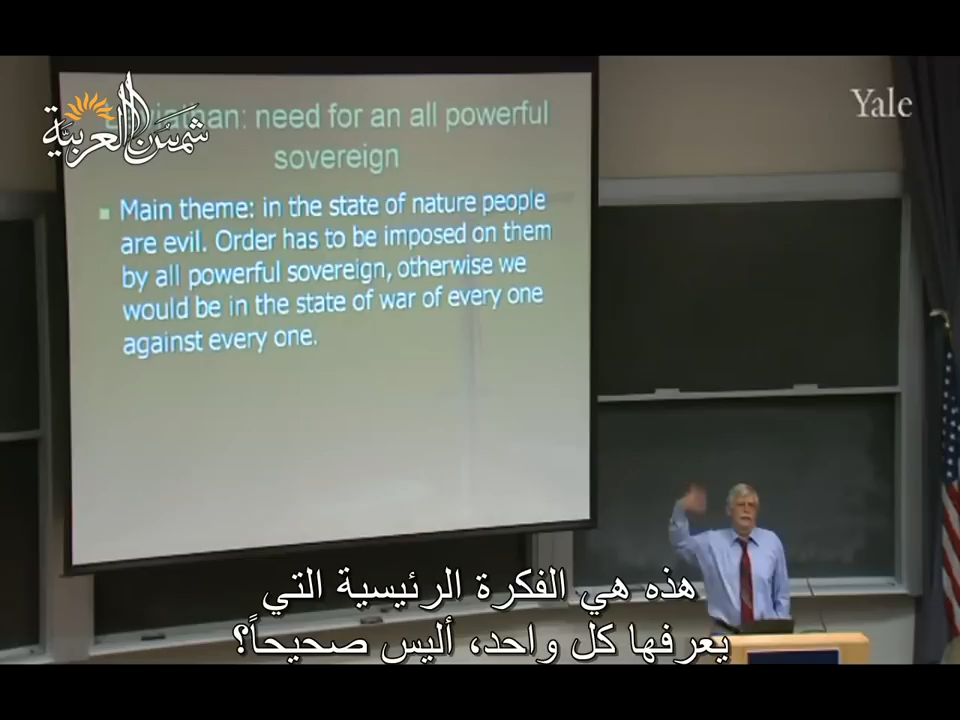 شمس العربية
Yale
: need for an all powerful
sovereign
Main theme: in the state of nature people
are evil. Order has to be imposed on them
by all powerful sovereign, otherwise we
would be in the state of war of every one
against every one.
هذه هي الفكرة الرئيسية التي
يعرفها كل واحد، أليس صحيحاً؟